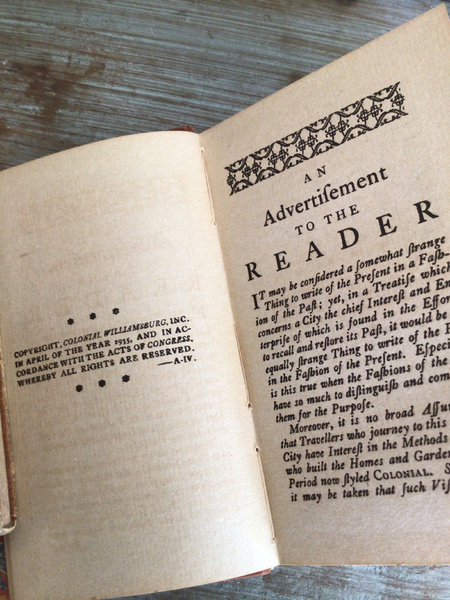 * * *
COPYRIGHT, COLONIAL WILLIAMSBURG, INC.
IN APRIL OF THE YEAR 1935, AND IN AC-
CORDANCE WITH THE ACTS OF CONGRESS,
WHEREBY ALL RIGHTS ARE RESERVED.
—A-IV.
* * *
AN
Advertiſement
TO THE
READER
IT may be conſidered a ſomewhat ſtrange
Thing to write of the Preſent in a Faſh-
ion of the Paſt; yet, in a Treatiſe which
concerns a City the chief Intereſt and En
terpriſe of which is found in the Effor
to recall and reſtore its Paſt, it would be
equally ſtrange Thing to write of the P
in the Faſhion of the Preſent. Eſpeci
is this true when the Faſhions of the
have ſo much to diſtinguiſh and com
them for the Purpoſe.
Moreover, it is no broad Aſſu
that Travellers who journey to this
City have Intereſt in the Methods
who built the Homes and Garde
Period now ſtyled COLONIAL. S
it may be taken that ſuch Viſ